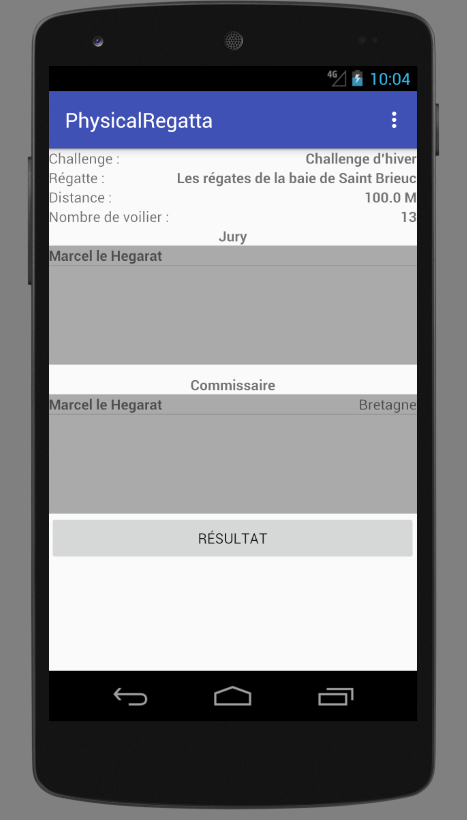 4G 10:04
PhysicalRegatta
Challenge : Challenge d'hiver
Régatte : Les régates de la baie de Saint Brieuc
Distance : 100.0 M
Nombre de voilier : 13
Jury
Marcel le Hegarat
Commissaire
Marcel le Hegarat Bretagne
RÉSULTAT